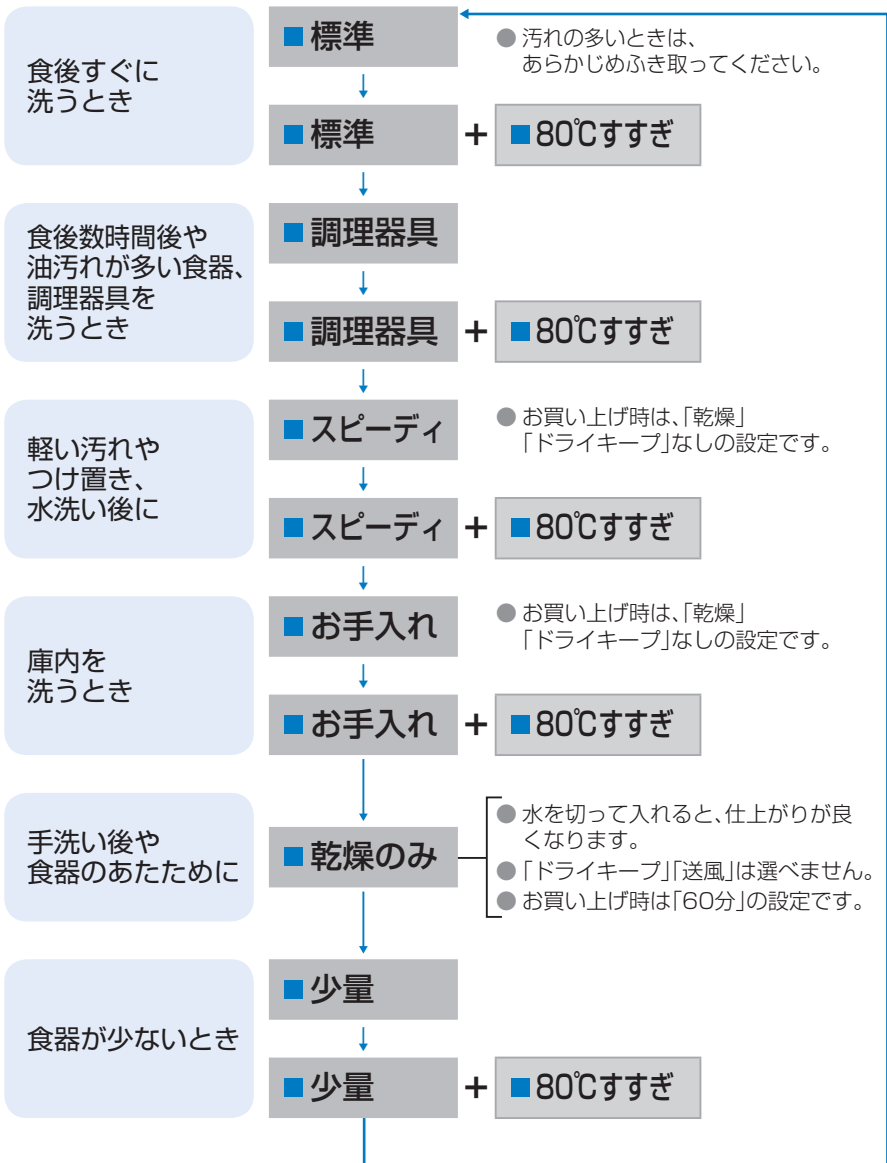 食後すぐに
洗うとき
■標準
● 汚れの多いときは、
あらかじめふき取ってください。
■標準 + ■80℃すすぎ
食後数時間後や
油汚れが多い食器、
調理器具を
洗うとき
■調理器具
■調理器具 + ■80℃すすぎ
軽い汚れや
つけ置き、
水洗い後に
■スピーディ
● お買い上げ時は、「乾燥」
「ドライキープ」なしの設定です。
■スピーディ + ■80℃すすぎ
庫内を
洗うとき
■お手入れ
● お買い上げ時は、「乾燥」
「ドライキープ」なしの設定です。
■お手入れ + ■80℃すすぎ
手洗い後や
食器のあたために
■乾燥のみ
● 水を切って入れると、仕上がりが良
くなります。
●「ドライキープ」「送風」は選べません。
● お買い上げ時は「60分」の設定です。
食器が少ないとき
■少量
■少量 + ■80℃すすぎ